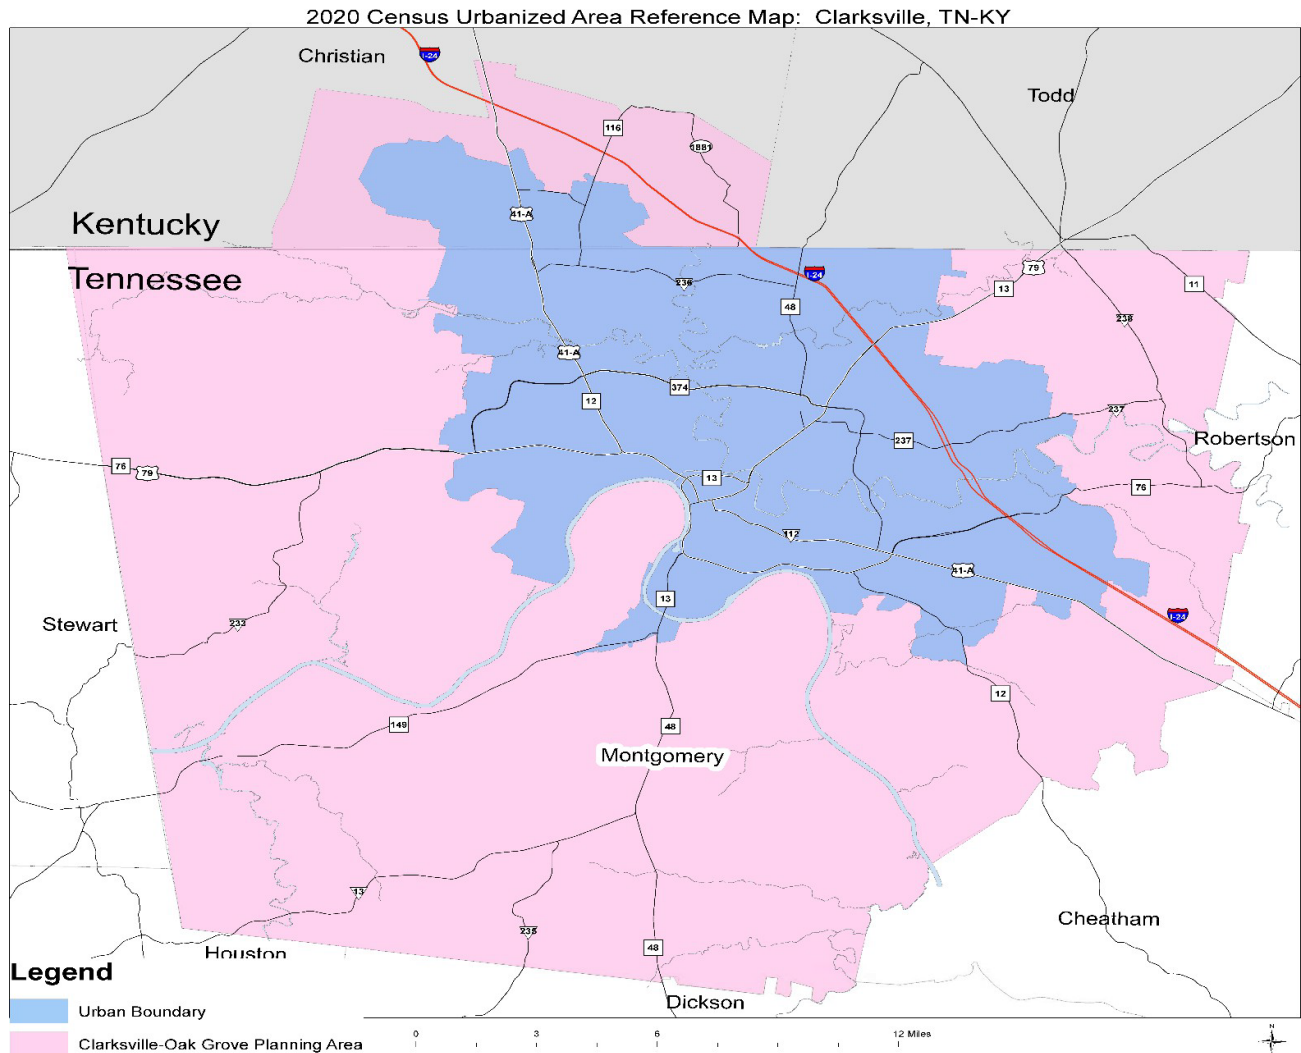 2020 Census Urbanized Area Reference Map: Clarksville, TN-KY
Christian
I-24
Todd
116
1881
Kentucky
41-A
Tennessee
79
I-24
236
13
11
48
238
41-A
374
12
237
237
Robertson
76
79
13
76
112
41-A
13
I-24
Stewart
233
12
149
48
Montgomery
13
Cheatham
235
48
Houston
Legend
Dickson
Urban Boundary
Clarksville-Oak Grove Planning Area
0 3 6 12 Miles
N